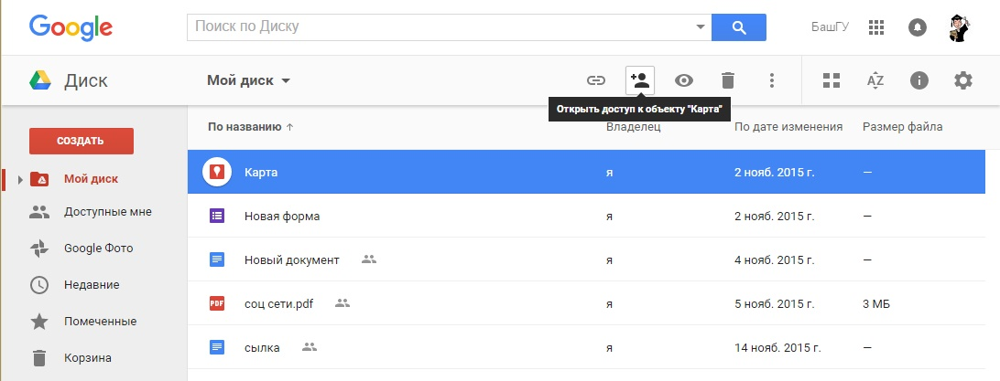 Google
Поиск по Диску
БашГУ
Диск
Мой диск
Открыть доступ к объекту "Карта"
По названию ↑ Владелец По дате изменения Размер файла
СОЗДАТЬ
Мой диск
Доступные мне
Google Фото
Недавние
Помеченные
Корзина
Карта я 2 нояб. 2015 г. —
Новая форма я 2 нояб. 2015 г. —
Новый документ я 4 нояб. 2015 г. —
PDF соц сети.pdf я 5 нояб. 2015 г. 3 МБ
сылка я 14 нояб. 2015 г. —